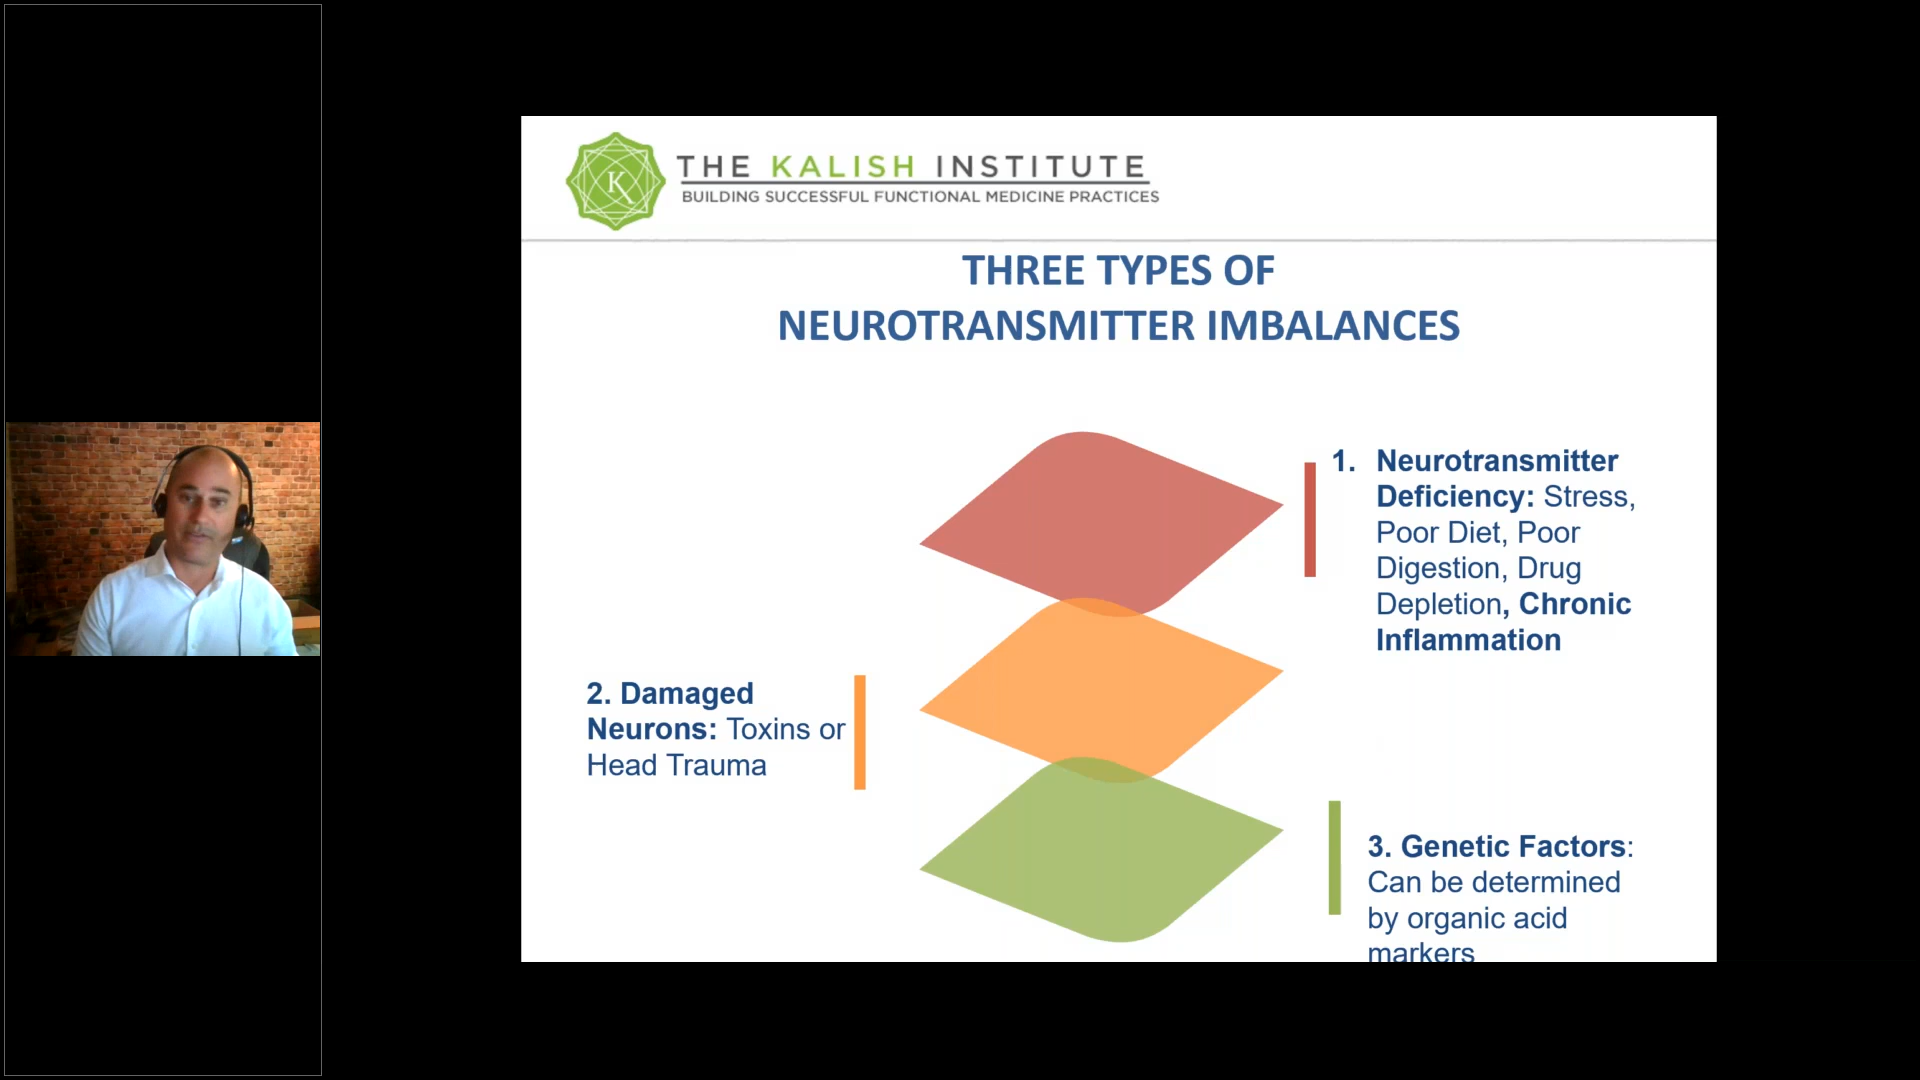 K
THE KALISH INSTITUTE
BUILDING SUCCESSFUL FUNCTIONAL MEDICINE PRACTICES
THREE TYPES OF
NEUROTRANSMITTER IMBALANCES
1. Neurotransmitter
Deficiency: Stress,
Poor Diet, Poor
Digestion, Drug
Depletion, Chronic
Inflammation
2. Damaged
Neurons: Toxins or
Head Trauma
3. Genetic Factors:
Can be determined
by organic acid
markers